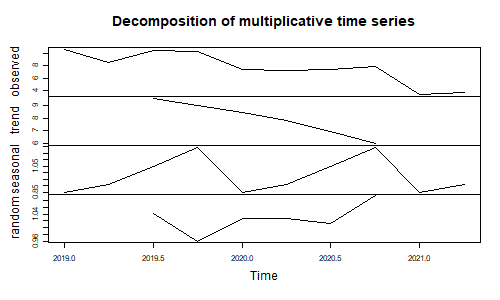 Decomposition of multiplicative time series
observed
8
6
4
trend
9
8
7
6
seasonal
1.05
0.85
random
1.04
0.96
2019.0 2019.5 2020.0 2020.5 2021.0
Time